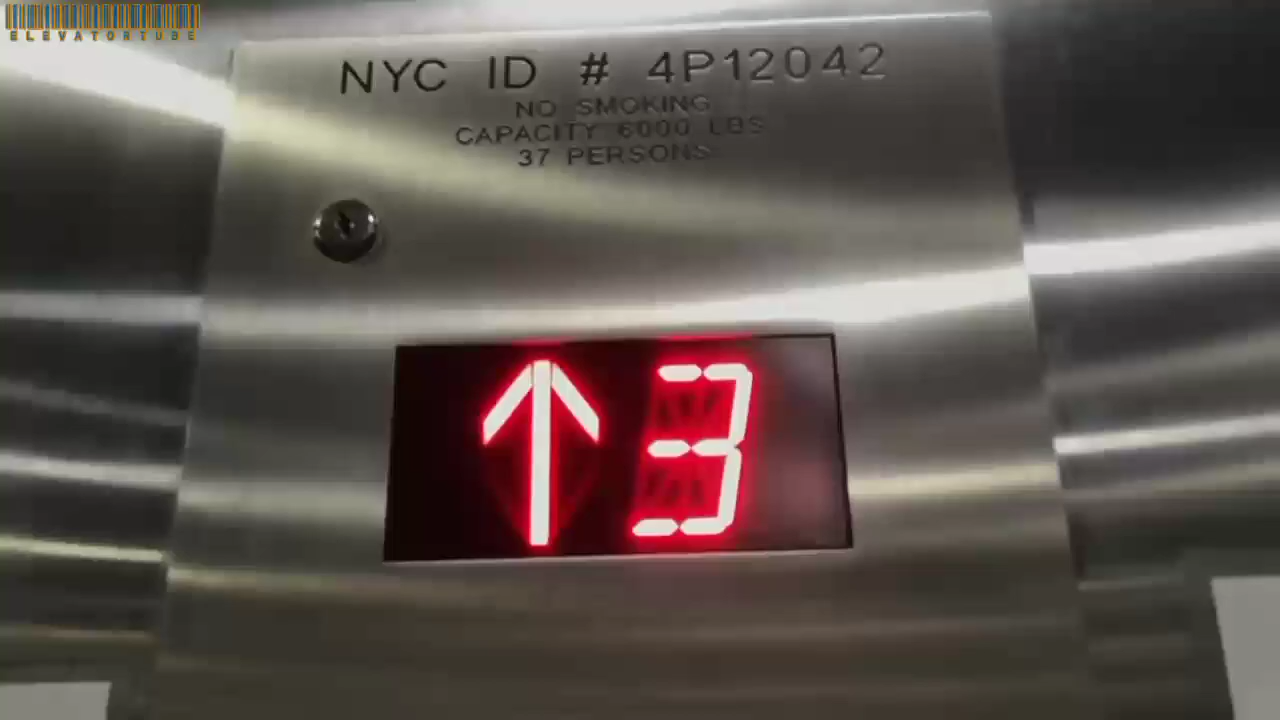 ELEVATORTUBE
NYC ID # 4P12042
NO SMOKING
CAPACITY 6000 LBS
37 PERSONS
3